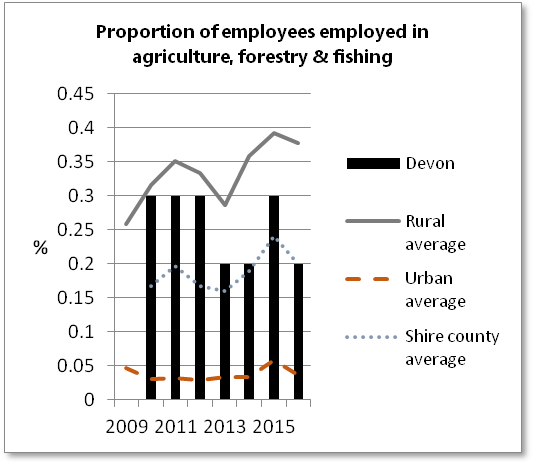 Proportion of employees employed in
agriculture, forestry & fishing
0.45
0.4
0.35
0.3
0.25
0.2
0.15
0.1
0.05
0
%
2009 2011 2013 2015
Devon
Rural
average
Urban
average
Shire county
average